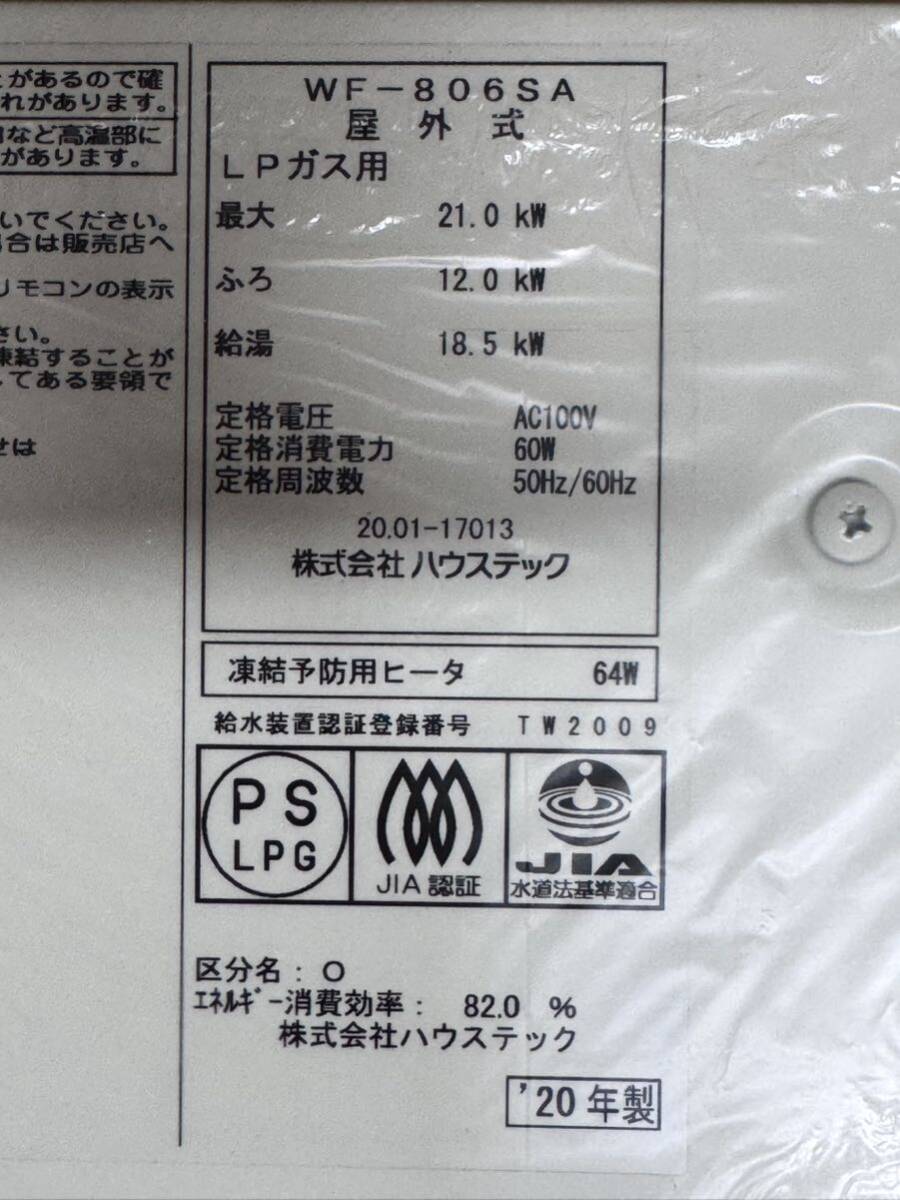 とがあるので確
れがあります。
口など高温部に
があります。
いでください。
場合は販売店へ
リモコンの表示
さい。
凍結することが
してある要領で
せは
WF-806SA
屋外式
LPガス用
最大 21.0 kW
ふろ 12.0 kW
給湯 18.5 kW
定格電圧 AC100V
定格消費電力 60W
定格周波数 50Hz/60Hz
20.01-17013
株式会社 ハウステック
凍結予防用ヒータ 64W
給水装置認証登録番号 TW2009
PS
LPG
JIA 認証
JIA
水道法基準適合
区分名: O
ｴﾈﾙｷﾞｰ消費効率: 82.0 %
株式会社ハウステック
'20 年製